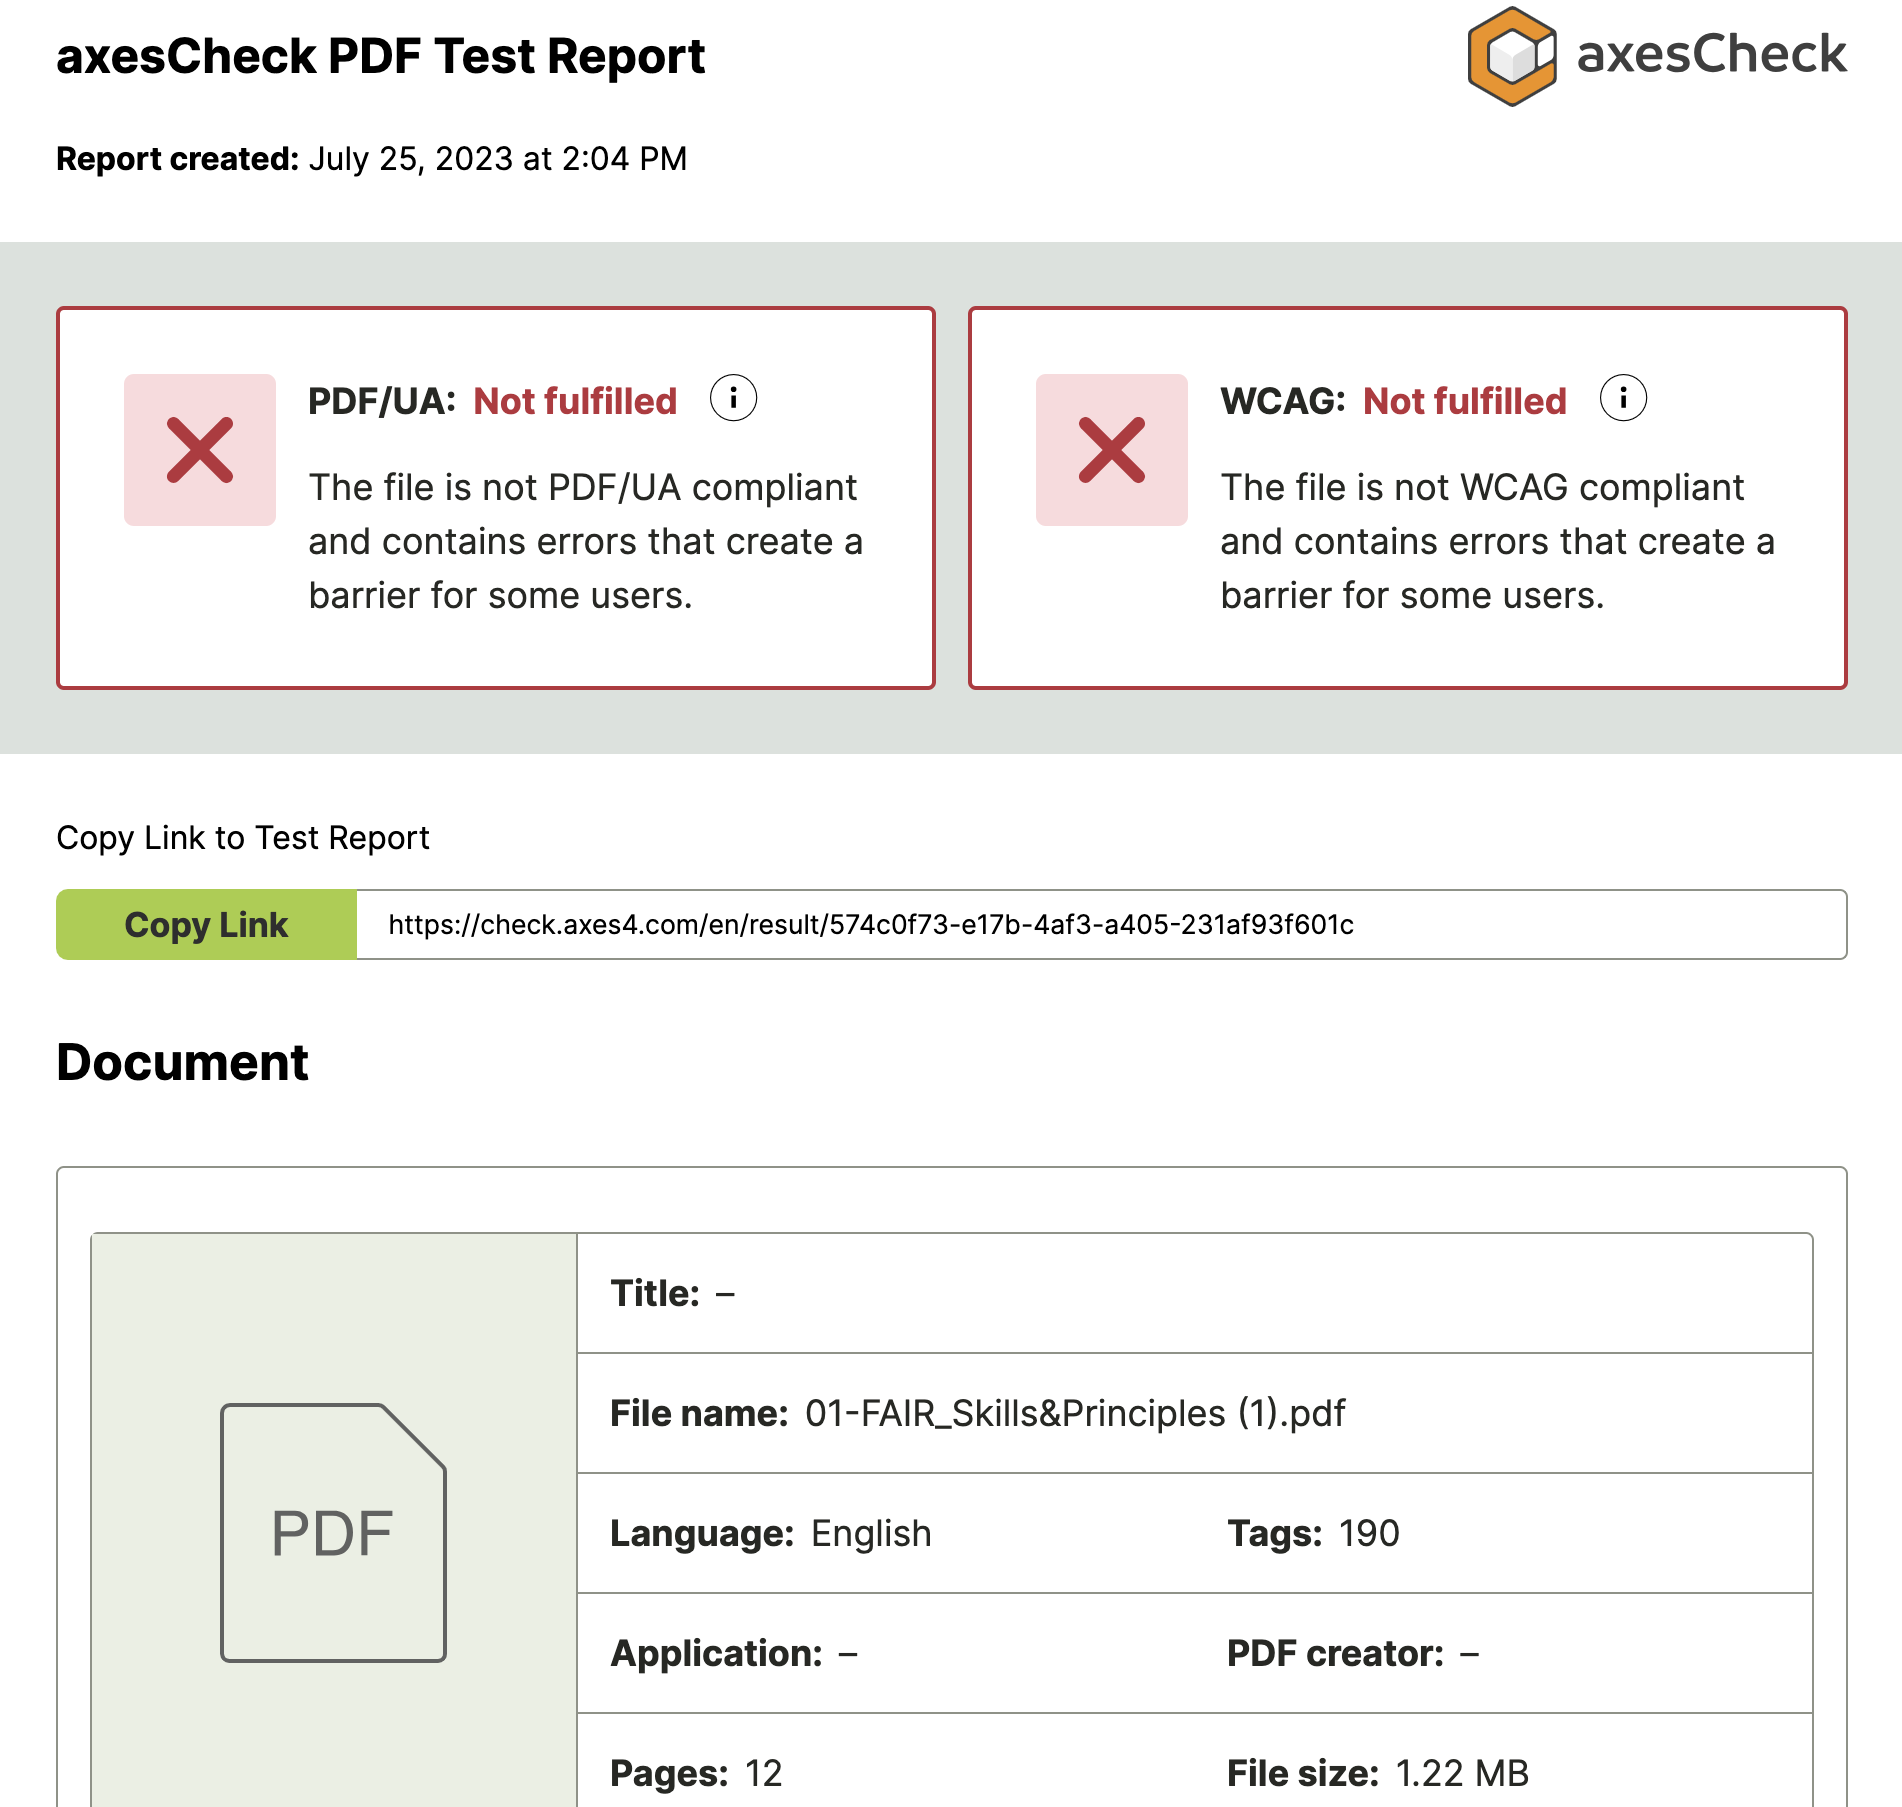 axesCheck PDF Test Report
axesCheck
Report created: July 25, 2023 at 2:04 PM
PDF/UA: Not fulfilled
The file is not PDF/UA compliant
and contains errors that create a
barrier for some users.
WCAG: Not fulfilled
The file is not WCAG compliant
and contains errors that create a
barrier for some users.
Copy Link to Test Report
Copy Link https://check.axes4.com/en/result/574c0f73-e17b-4af3-a405-231af93f601c
Document
PDF
Title: –
File name: 01-FAIR_Skills&Principles (1).pdf
Language: English Tags: 190
Application: – PDF creator: –
Pages: 12 File size: 1.22 MB